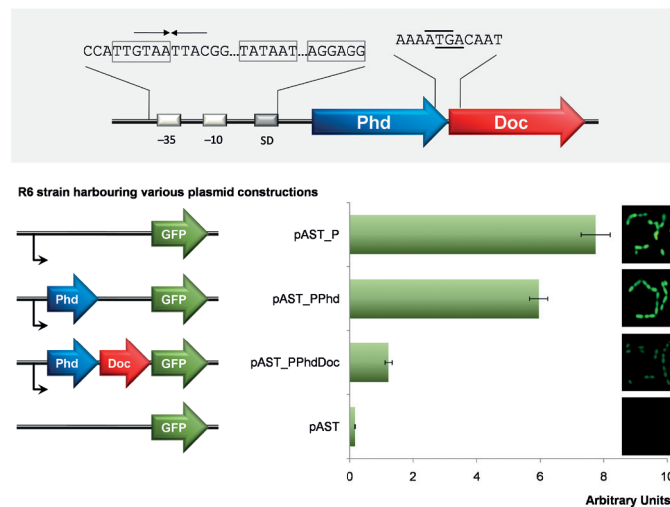 CCATTGTAATTACGG...TATAAT...AGGAGG
AAAATGACAAT
Phd
Doc
–35
–10
SD
R6 strain harbouring various plasmid constructions
GFP
pAST_P
Phd
GFP
pAST_PPhd
Phd
Doc
GFP
pAST_PPhdDoc
GFP
pAST
0
2
4
6
8
10
Arbitrary Units